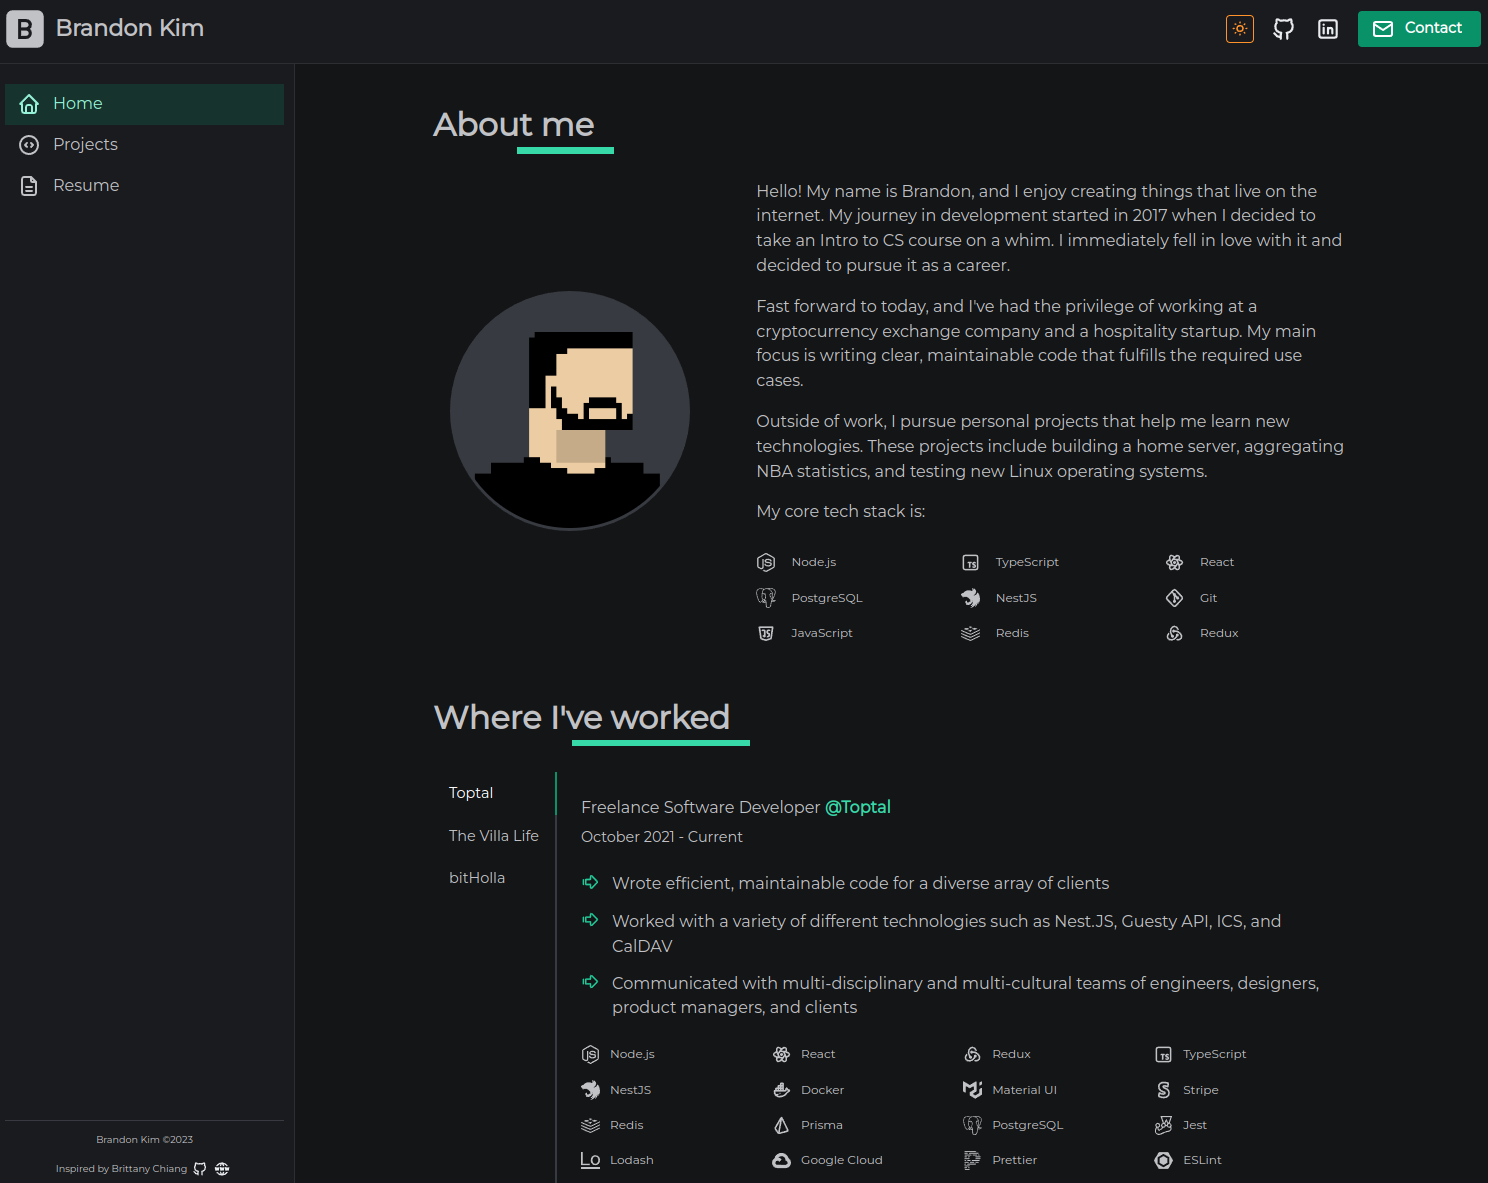 B Brandon Kim
Contact
Home
Projects
Resume
About me
Hello! My name is Brandon, and I enjoy creating things that live on the
internet. My journey in development started in 2017 when I decided to
take an Intro to CS course on a whim. I immediately fell in love with it and
decided to pursue it as a career.
Fast forward to today, and I've had the privilege of working at a
cryptocurrency exchange company and a hospitality startup. My main
focus is writing clear, maintainable code that fulfills the required use
cases.
Outside of work, I pursue personal projects that help me learn new
technologies. These projects include building a home server, aggregating
NBA statistics, and testing new Linux operating systems.
My core tech stack is:
Node.js TypeScript React
PostgreSQL NestJS Git
JavaScript Redis Redux
Where I've worked
Toptal
The Villa Life
bitHolla
Freelance Software Developer @Toptal
October 2021 - Current
Wrote efficient, maintainable code for a diverse array of clients
Worked with a variety of different technologies such as Nest.JS, Guesty API, ICS, and
CalDAV
Communicated with multi-disciplinary and multi-cultural teams of engineers, designers,
product managers, and clients
Node.js React Redux TypeScript
NestJS Docker Material UI Stripe
Redis Prisma PostgreSQL Jest
Lodash Google Cloud Prettier ESLint
Brandon Kim ©2023
Inspired by Brittany Chiang